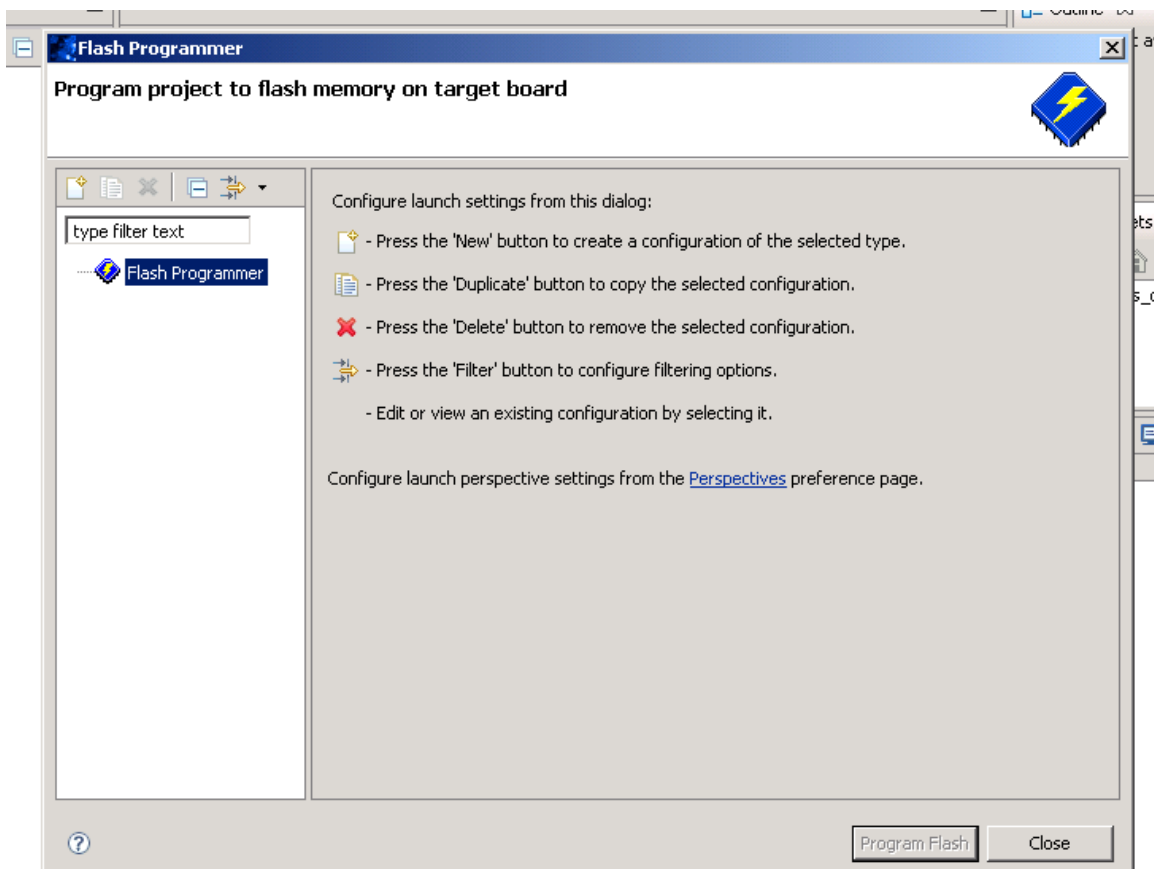 Outline
Flash Programmer
Program project to flash memory on target board
type filter text
Flash Programmer
Configure launch settings from this dialog:
- Press the 'New' button to create a configuration of the selected type.
- Press the 'Duplicate' button to copy the selected configuration.
- Press the 'Delete' button to remove the selected configuration.
- Press the 'Filter' button to configure filtering options.
- Edit or view an existing configuration by selecting it.
Configure launch perspective settings from the Perspectives preference page.
Program Flash
Close